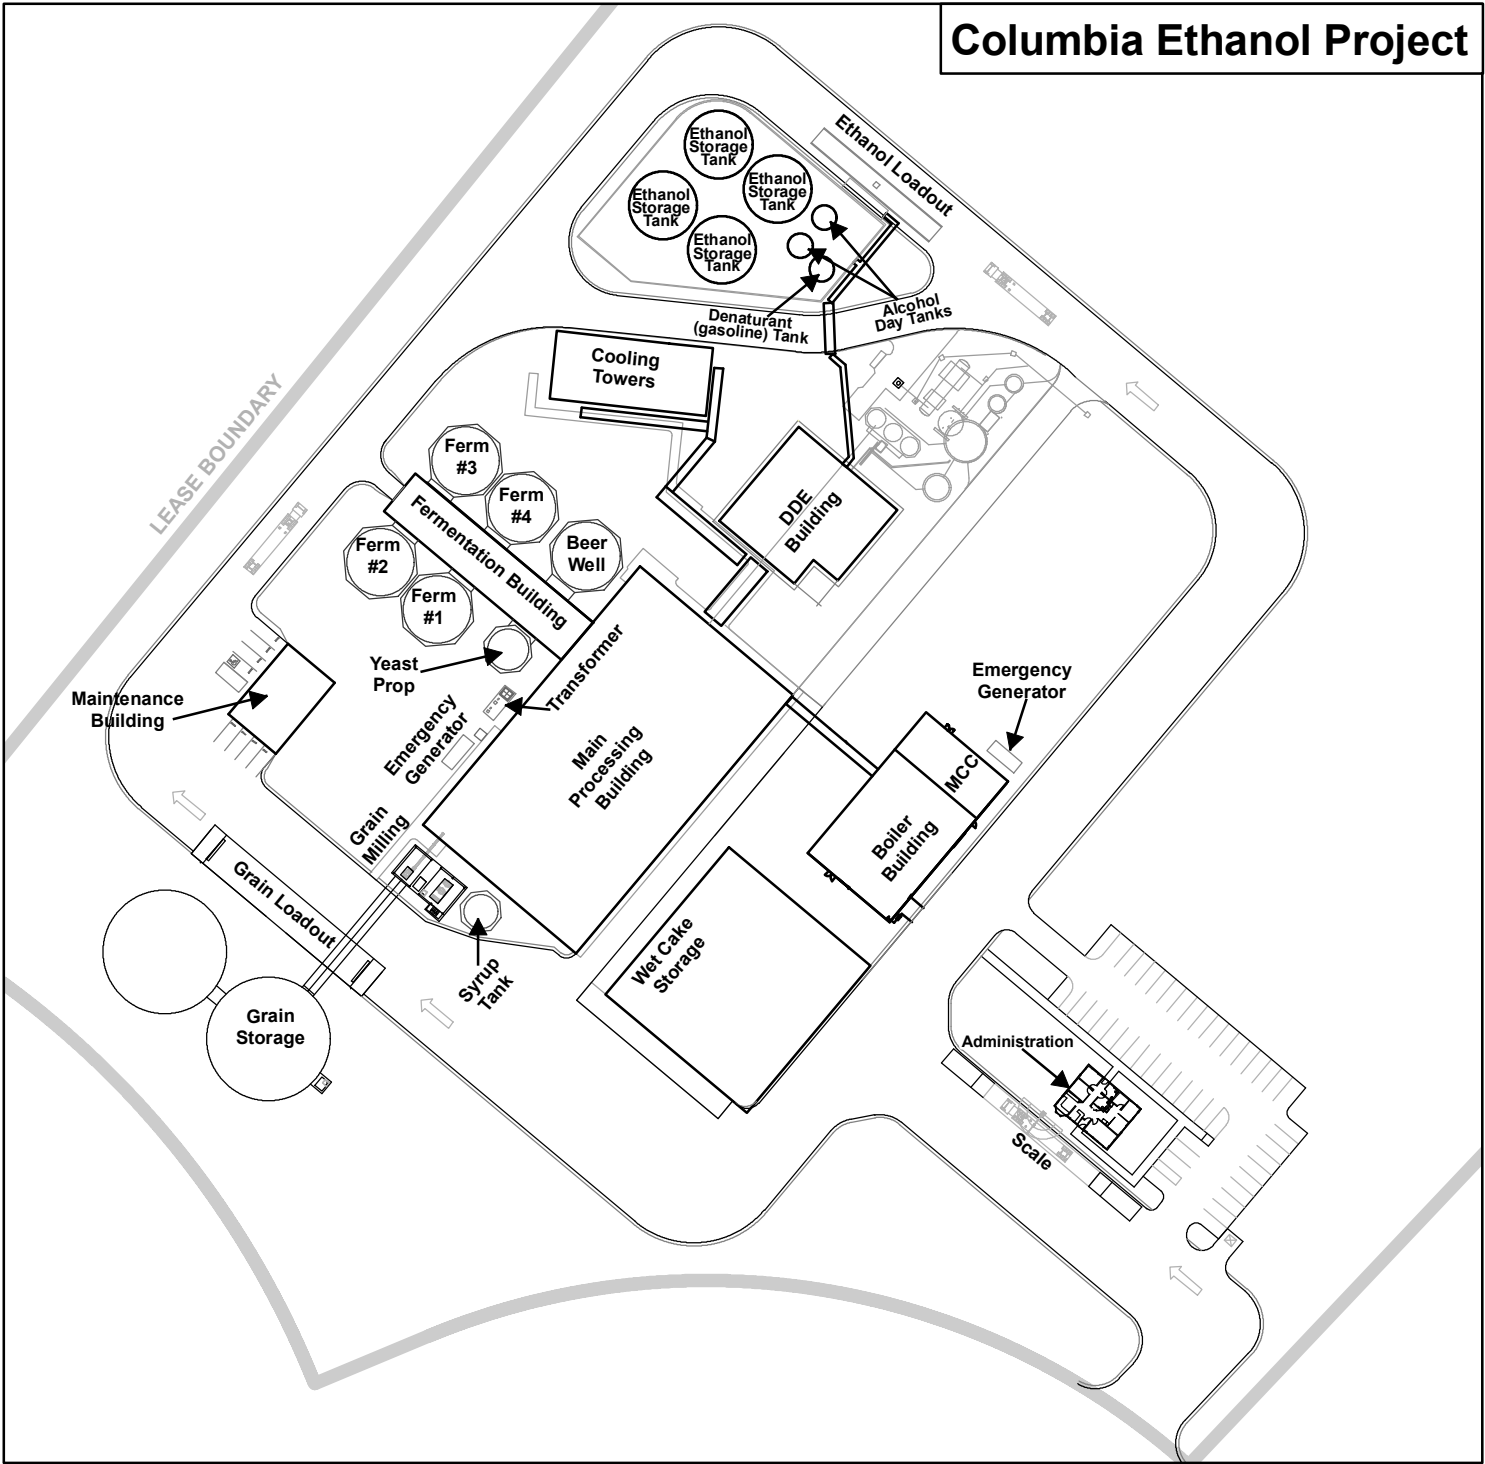 Columbia Ethanol Project
Ethanol
Storage
Tank
Ethanol
Storage
Tank
Ethanol
Storage
Tank
Ethanol
Storage
Tank
Ethanol Loadout
Alcohol
Day Tanks
Denaturant
(gasoline) Tank
Cooling
Towers
LEASE BOUNDARY
Ferm
#3
Ferm
#4
Beer
Well
Fermentation Building
Ferm
#2
Ferm
#1
DDE
Building
Yeast
Prop
Transformer
Maintenance
Building
Emergency
Generator
Emergency
Generator
Main
Processing
Building
MCC
Boiler
Building
Grain
Milling
Grain Loadout
Syrup
Tank
Wet Cake
Storage
Grain
Storage
Administration
Scale